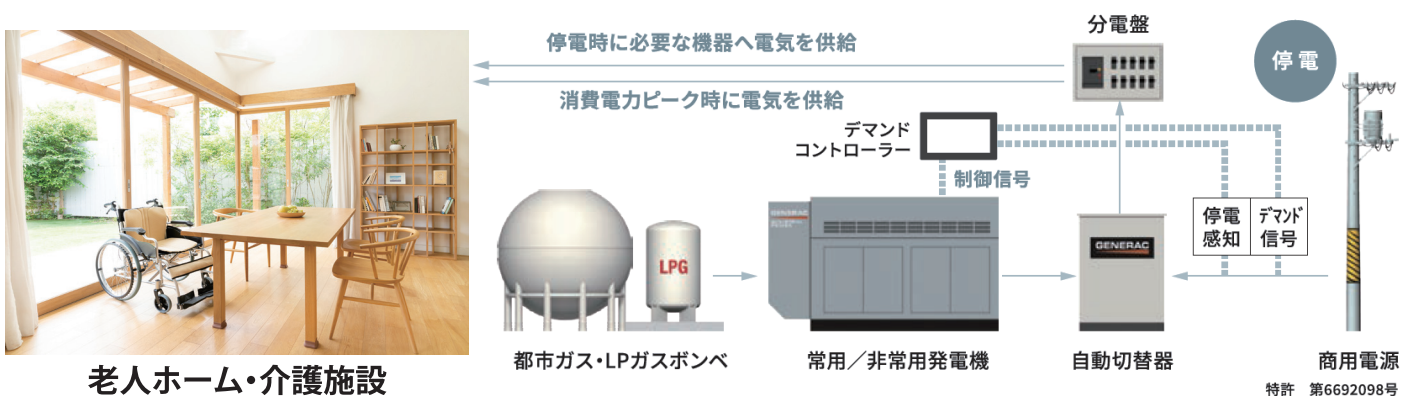 停電時に必要な機器へ電気を供給
消費電力ピーク時に電気を供給
分電盤
停電
デマンド
コントローラー
制御信号
停電
感知
デマンド
信号
GENERAC
LPG
GENERAC
都市ガス・LPガスボンベ
常用／非常用発電機
自動切替器
商用電源
老人ホーム・介護施設
特許 第6692098号